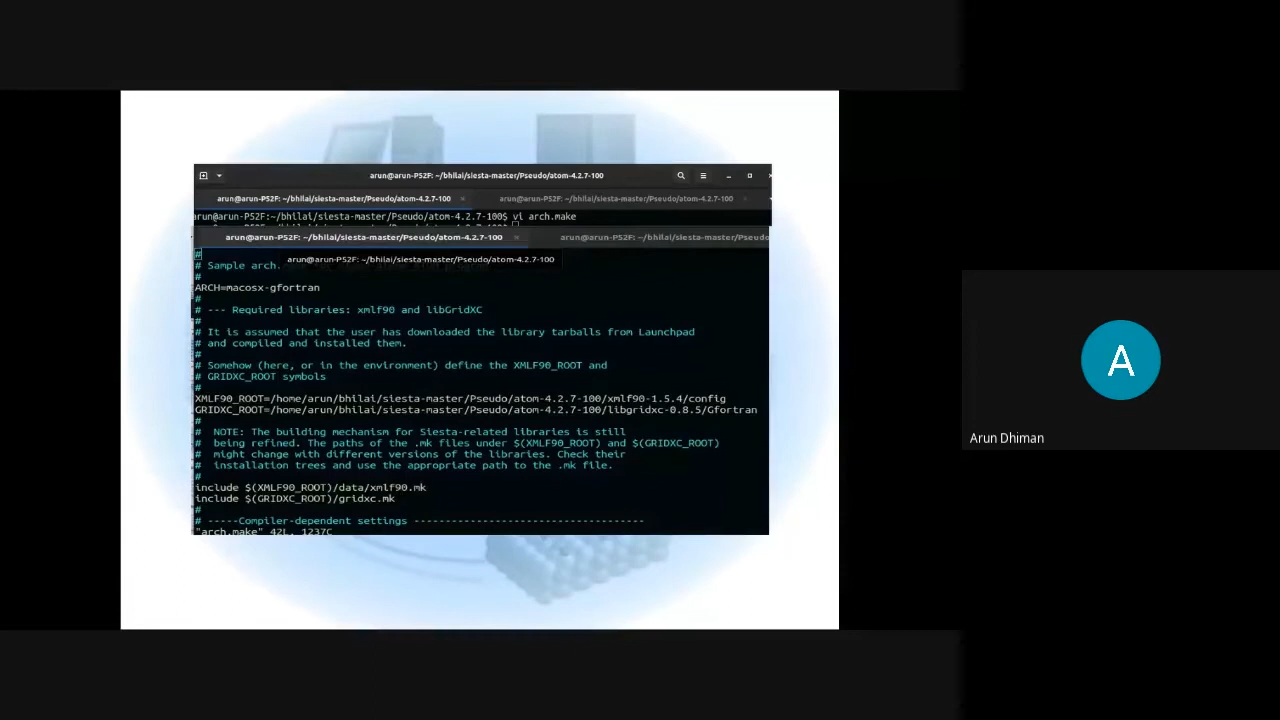 arun@arun-P52F: ~/bhilai/siesta-master/Pseudo/atom-4.2.7-100
arun@arun-P52F: ~/bhilai/siesta-master/Pseudo/atom-4.2.7-100 × arun@arun-P52F: ~/bhilai/siesta-master/Pseudo/atom-4.2.7-100 ×
arun@arun-P52F:~/bhilai/siesta-master/Pseudo/atom-4.2.7-100$ vi arch.make
arun@arun-P52F: ~/bhilai/siesta-master/Pseudo/atom-4.2.7-100 × arun@arun-P52F: ~/bhilai/siesta-master/Pseudo
#
arun@arun-P52F: ~/bhilai/siesta-master/Pseudo/atom-4.2.7-100
# Sample arch.
#
ARCH=macosx-gfortran
#
# --- Required libraries: xmlf90 and libGridXC
#
# It is assumed that the user has downloaded the library tarballs from Launchpad
# and compiled and installed them.
#
# Somehow (here, or in the environment) define the XMLF90_ROOT and
# GRIDXC_ROOT symbols
#
XMLF90_ROOT=/home/arun/bhilai/siesta-master/Pseudo/atom-4.2.7-100/xmlf90-1.5.4/config
GRIDXC_ROOT=/home/arun/bhilai/siesta-master/Pseudo/atom-4.2.7-100/libgridxc-0.8.5/Gfortran
#
# NOTE: The building mechanism for Siesta-related libraries is still
# being refined. The paths of the .mk files under $(XMLF90_ROOT) and $(GRIDXC_ROOT)
# might change with different versions of the libraries. Check their
# installation trees and use the appropriate path to the .mk file.
#
include $(XMLF90_ROOT)/data/xmlf90.mk
include $(GRIDXC_ROOT)/gridxc.mk
#
# -----Compiler-dependent settings -------------------------------------
"arch.make" 42L, 1237C
A
Arun Dhiman